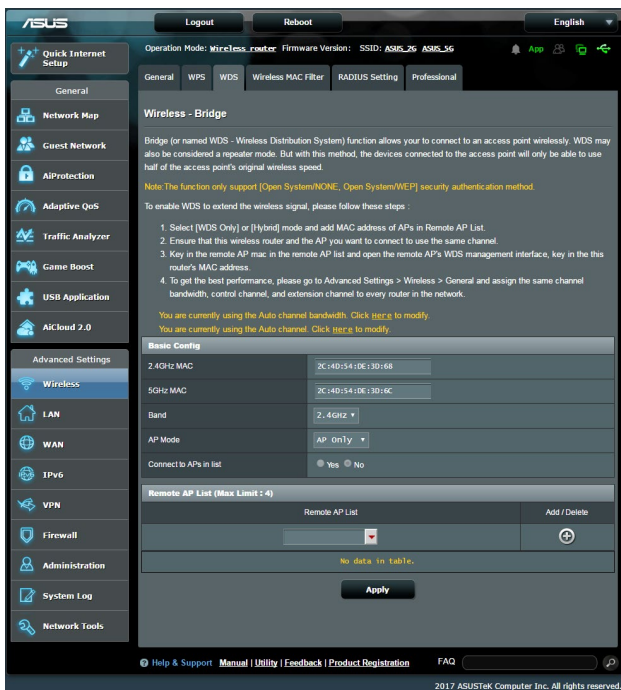 ASUS
Logout
Reboot
English
Quick Internet
Setup
Operation Mode: Wireless router Firmware Version: SSID: ASUS_2G ASUS_5G
App
General WPS WDS Wireless MAC Filter RADIUS Setting Professional
General
Network Map
Guest Network
AiProtection
Adaptive QoS
Traffic Analyzer
Game Boost
USB Application
AiCloud 2.0
Advanced Settings
Wireless
LAN
WAN
IPv6
VPN
Firewall
Administration
System Log
Network Tools
Wireless - Bridge
Bridge (or named WDS - Wireless Distribution System) function allows your to connect to an access point wirelessly. WDS may
also be considered a repeater mode. But with this method, the devices connected to the access point will only be able to use
half of the access point's original wireless speed.
Note:The function only support [Open System/NONE, Open System/WEP] security authentication method.
To enable WDS to extend the wireless signal, please follow these steps :
1. Select [WDS Only] or [Hybrid] mode and add MAC address of APs in Remote AP List.
2. Ensure that this wireless router and the AP you want to connect to use the same channel.
3. Key in the remote AP mac in the remote AP list and open the remote AP's WDS management interface, key in the this
router's MAC address.
4. To get the best performance, please go to Advanced Settings > Wireless > General and assign the same channel
bandwidth, control channel, and extension channel to every router in the network.
You are currently using the Auto channel bandwidth. Click Here to modify.
You are currently using the Auto channel. Click Here to modify.
Basic Config
2.4GHz MAC 2C:4D:54:DE:3D:68
5GHz MAC 2C:4D:54:DE:3D:6C
Band 2.4GHz
AP Mode AP Only
Connect to APs in list Yes No
Remote AP List (Max Limit : 4)
Remote AP List Add / Delete
No data in table.
Apply
Help & Support Manual | Utility | Feedback | Product Registration FAQ
2017 ASUSTeK Computer Inc. All rights reserved.